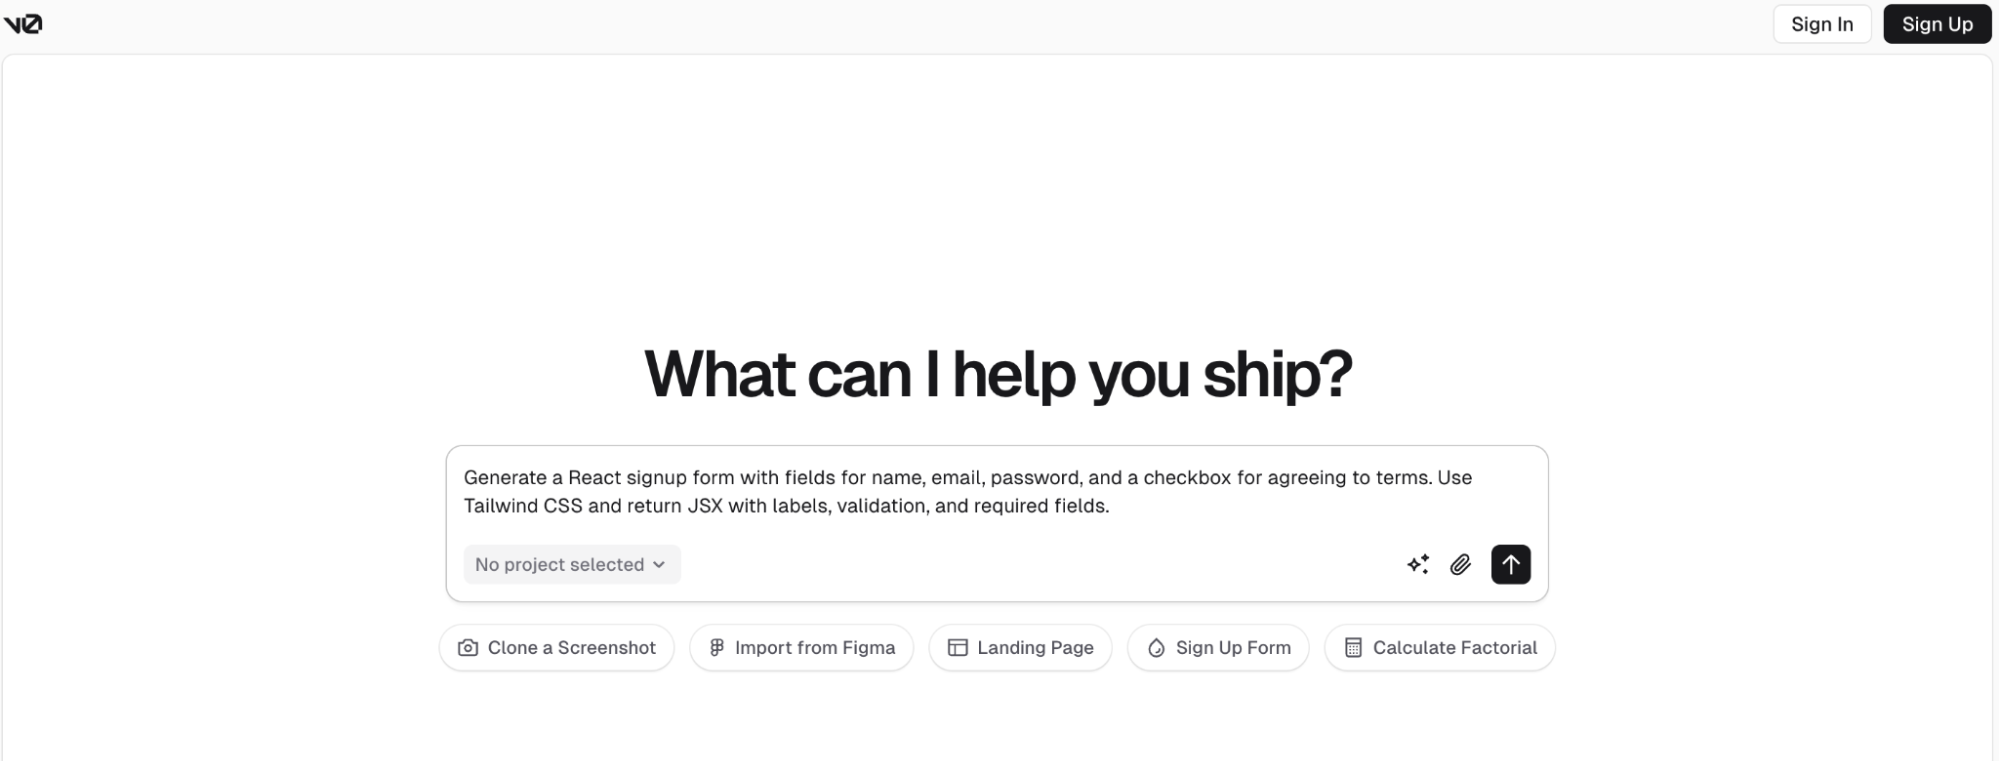 v0
Sign In
Sign Up
What can I help you ship?
Generate a React signup form with fields for name, email, password, and a checkbox for agreeing to terms. Use
Tailwind CSS and return JSX with labels, validation, and required fields.
No project selected
Clone a Screenshot
Import from Figma
Landing Page
Sign Up Form
Calculate Factorial